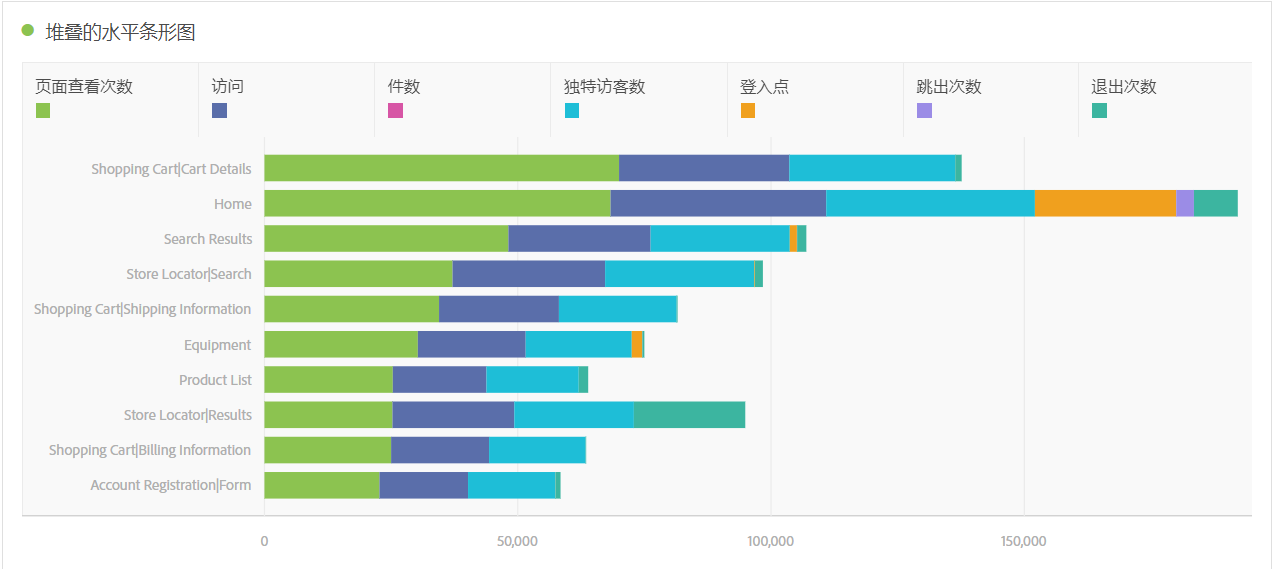 堆叠的水平条形图
页面查看次数 访问 件数 独特访客数 登入点 跳出次数 退出次数
Shopping Cart|Cart Details
Home
Search Results
Store Locator|Search
Shopping Cart|Shipping Information
Equipment
Product List
Store Locator|Results
Shopping Cart|Billing Information
Account Registration|Form
0 50,000 100,000 150,000